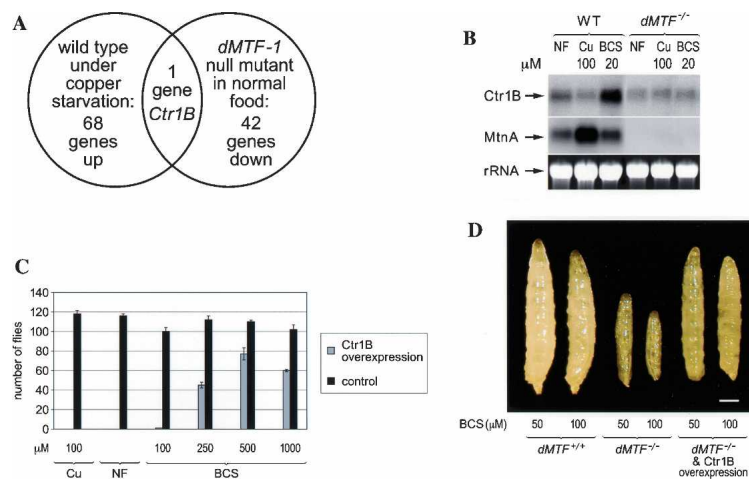 A
wild type
under
copper
starvation:
68
genes
up
1
gene
Ctr1B
dMTF-1
null mutant
in normal
food:
42
genes
down
B
WT
dMTF-/-
NF Cu BCS NF Cu BCS
µM 100 20 100 20
Ctr1B
MtnA
rRNA
C
number of flies
140
120
100
80
60
40
20
0
µM 100 100 250 500 1000
Cu NF BCS
Ctr1B
overexpression
control
D
BCS (µM) 50 100 50 100 50 100
dMTF+/+ dMTF-/- dMTF-/-
& Ctr1B
overexpression